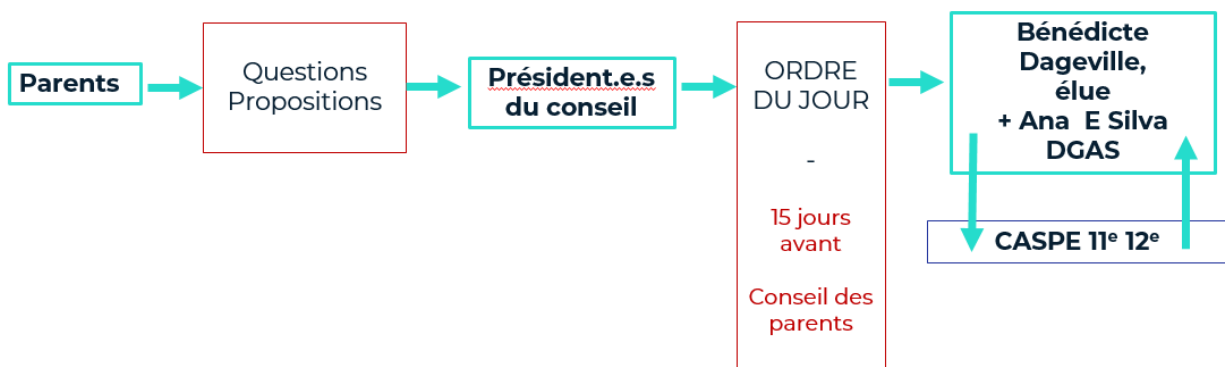 Parents
Questions
Propositions
Président.e.s
du conseil
ORDRE
DU JOUR
-
15 jours
avant
Conseil des
parents
Bénédicte
Dageville,
élue
+ Ana E Silva
DGAS
CASPE 11ᵉ 12ᵉ